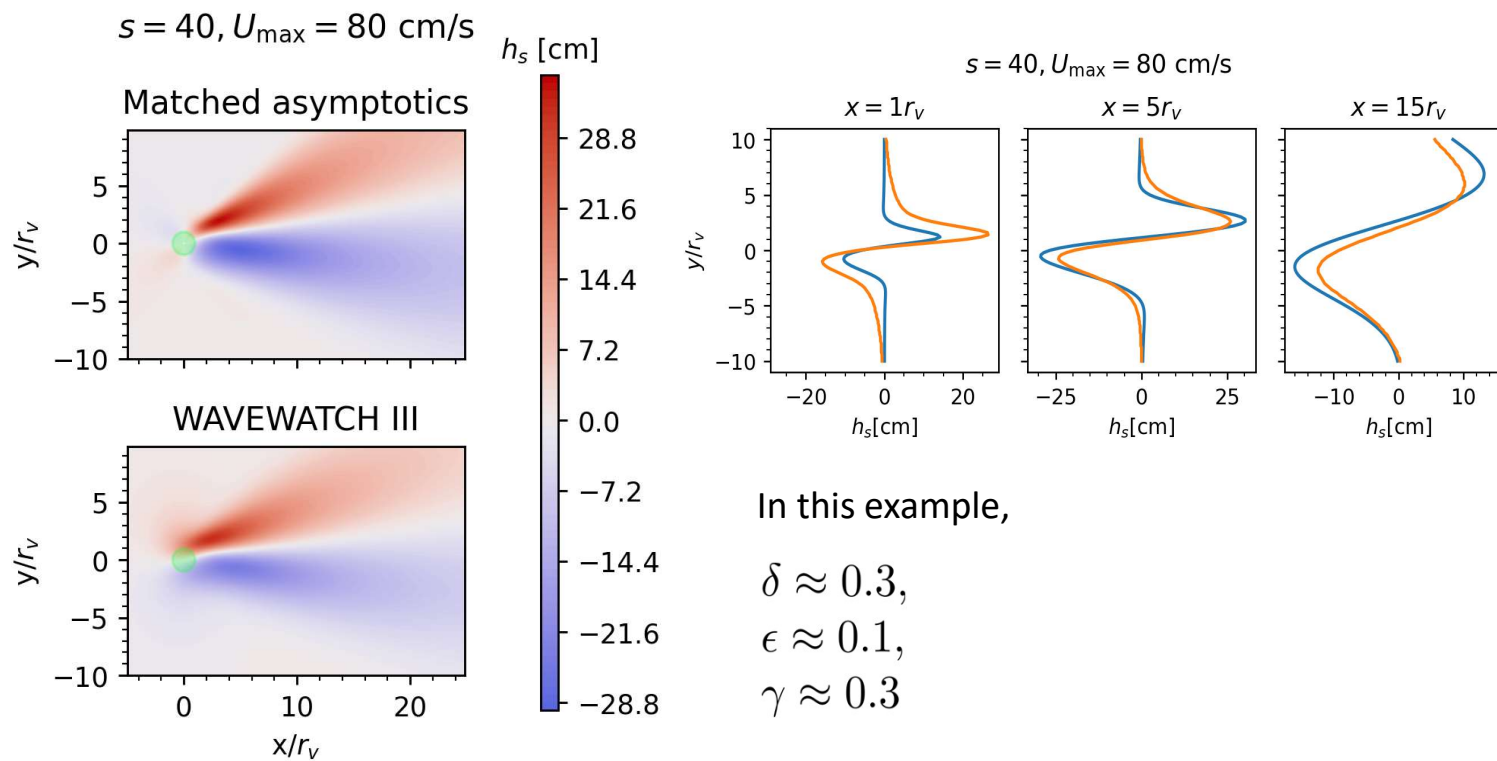 s = 40, U_max = 80 cm/s
h_s [cm]
Matched asymptotics
y/r_v
5
0
−5
−10
WAVEWATCH III
y/r_v
5
0
−5
−10
0 10 20
x/r_v
28.8
21.6
14.4
7.2
0.0
−7.2
−14.4
−21.6
−28.8
s = 40, U_max = 80 cm/s
x = 1r_v x = 5r_v x = 15r_v
y/r_v
10
5
0
−5
−10
−20 0 20
−25 0 25
−10 0 10
h_s[cm] h_s[cm] h_s[cm]
In this example,
δ ≈ 0.3,
ϵ ≈ 0.1,
γ ≈ 0.3